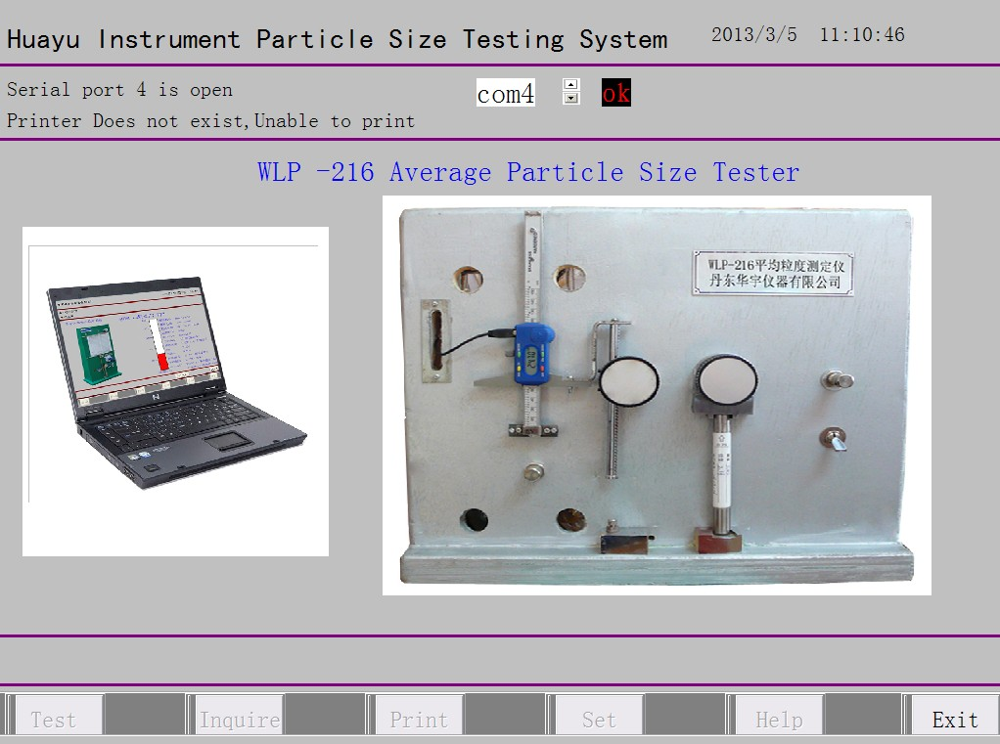 Huayu Instrument Particle Size Testing System
2013/3/5 11:10:46
Serial port 4 is open
com4
ok
Printer Does not exist,Unable to print
WLP -216 Average Particle Size Tester
WLP-216平均粒度测定仪
丹东华宇仪器有限公司
Test
Inquire
Print
Set
Help
Exit